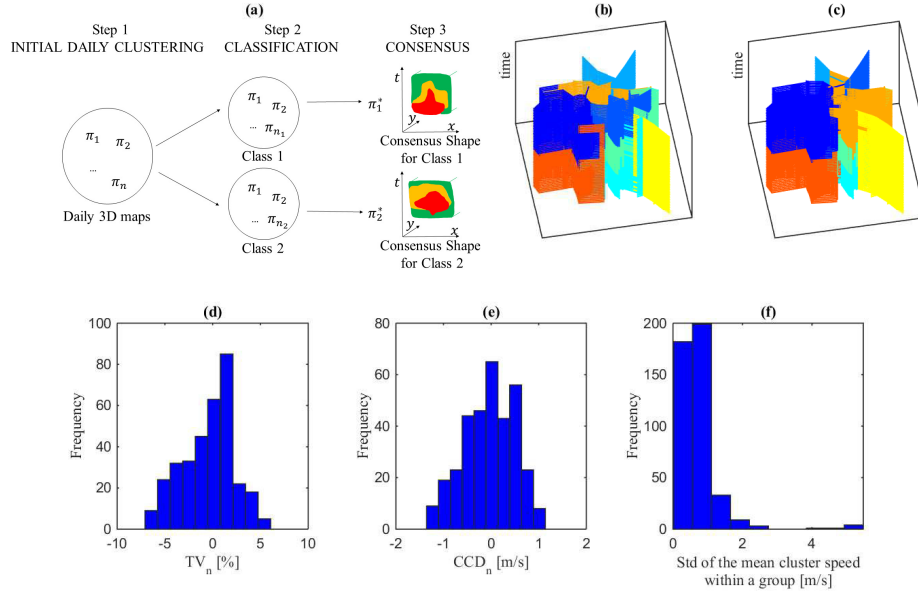 (a)
Step 1
INITIAL DAILY CLUSTERING
Step 2
CLASSIFICATION
Step 3
CONSENSUS
π₁ π₂
...
πₙ
Daily 3D maps
π₁ π₂
... πₙ₁
Class 1
π₁ π₂
... πₙ₂
Class 2
π₁*
t
y
x
Consensus Shape
for Class 1
π₂*
t
y
x
Consensus Shape
for Class 2
(b)
time
(c)
time
(d)
Frequency
100
80
60
40
20
0
-10 -5 0 5 10
TVₙ [%]
(e)
Frequency
80
60
40
20
0
-2 -1 0 1 2
CCDₙ [m/s]
(f)
Frequency
200
150
100
50
0
0 2 4
Std of the mean cluster speed
within a group [m/s]